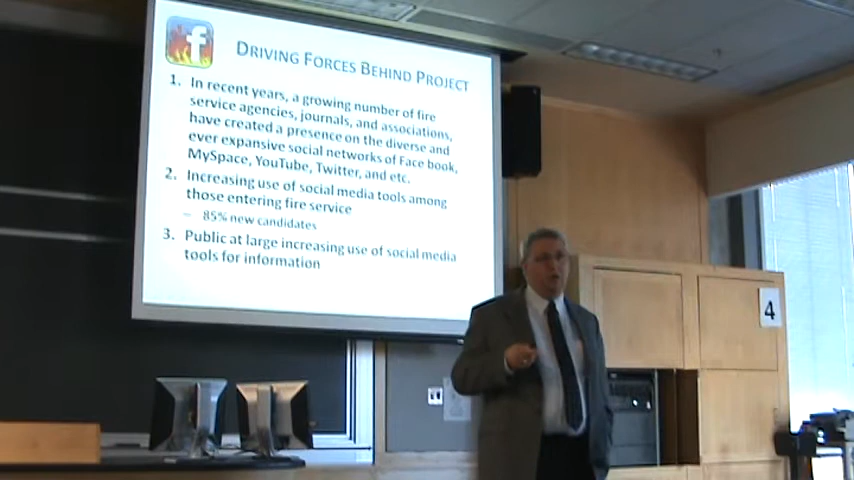 f
DRIVING FORCES BEHIND PROJECT
1. In recent years, a growing number of fire
service agencies, journals, and associations,
have created a presence on the diverse and
ever expansive social networks of Face book,
MySpace, YouTube, Twitter, and etc.
2. Increasing use of social media tools among
those entering fire service
– 85% new candidates
3. Public at large increasing use of social media
tools for information
4